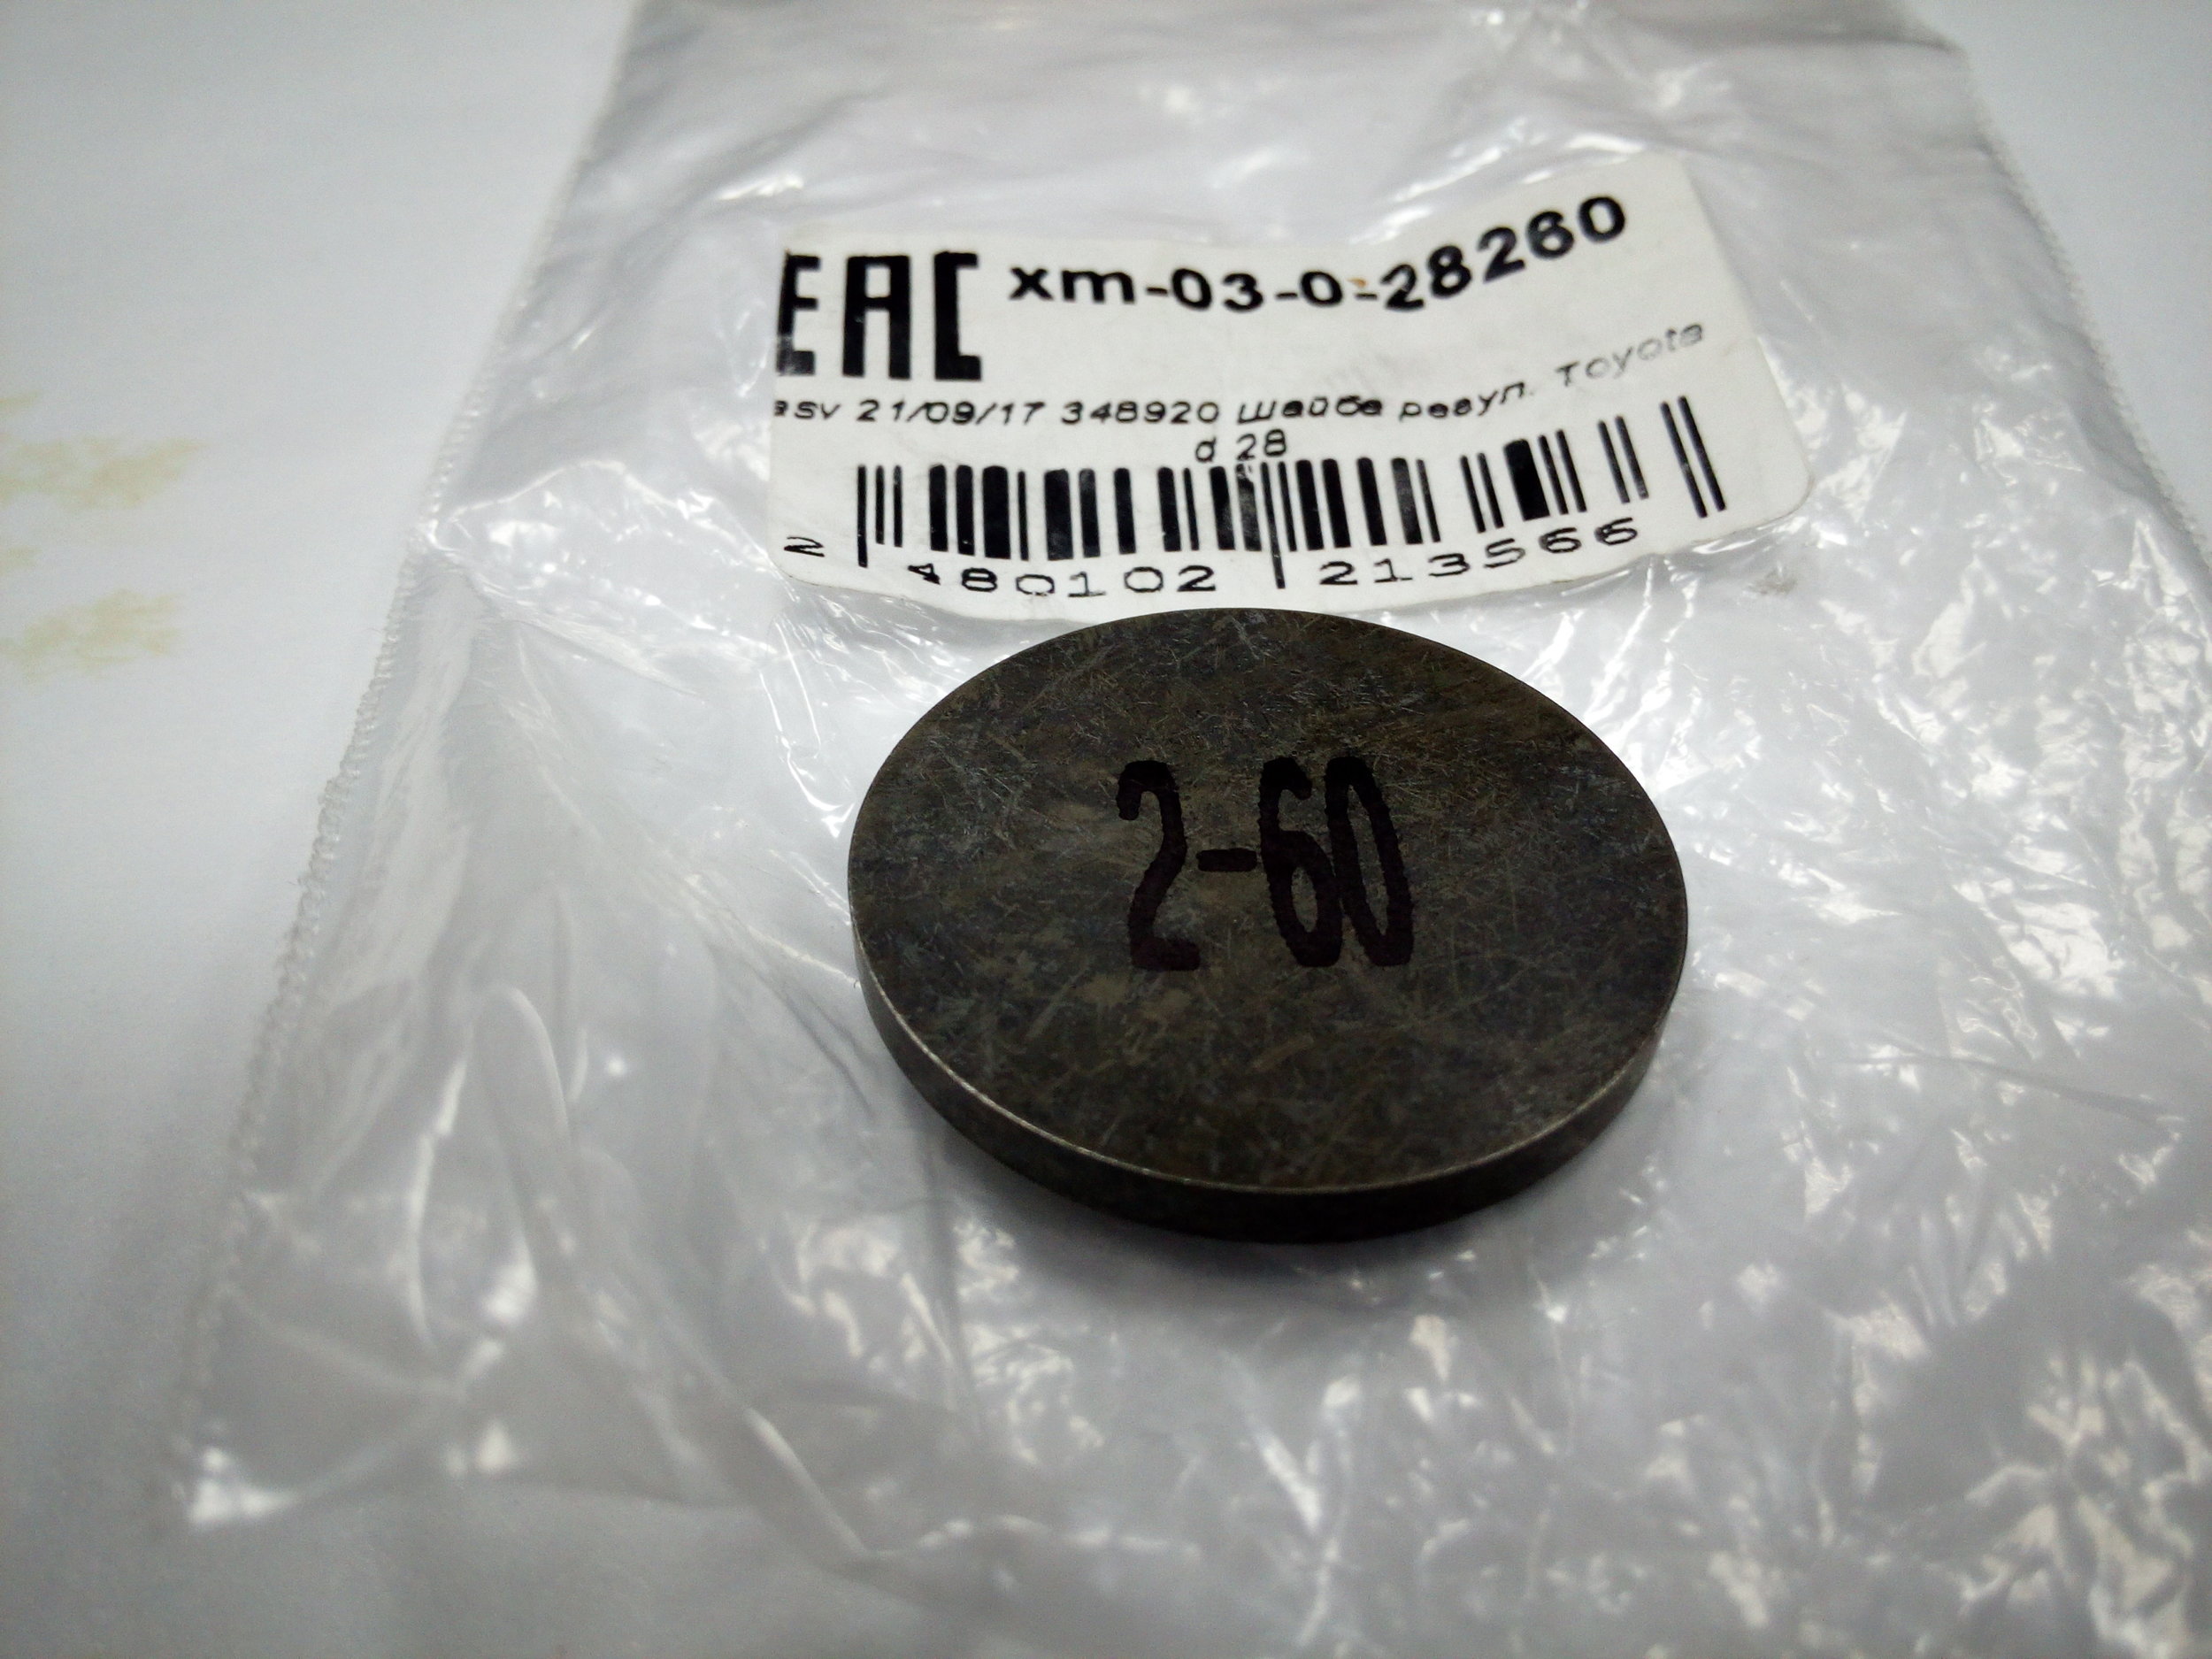 EAC xm-03-0-28260
asv 21/09/17 348920 Шайба регул. Toyota
d 28
2 480102 213566
2-60